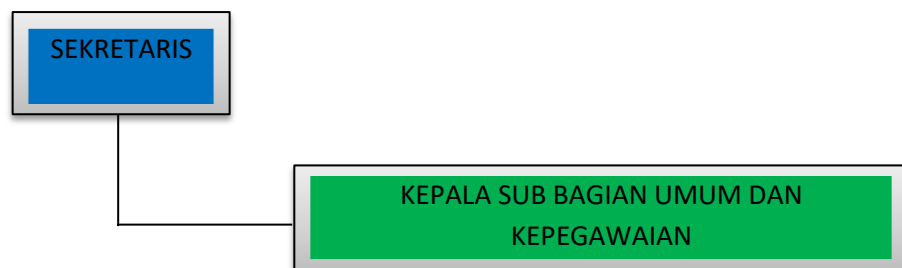 SEKRETARIS
KEPALA SUB BAGIAN UMUM DAN
KEPEGAWAIAN